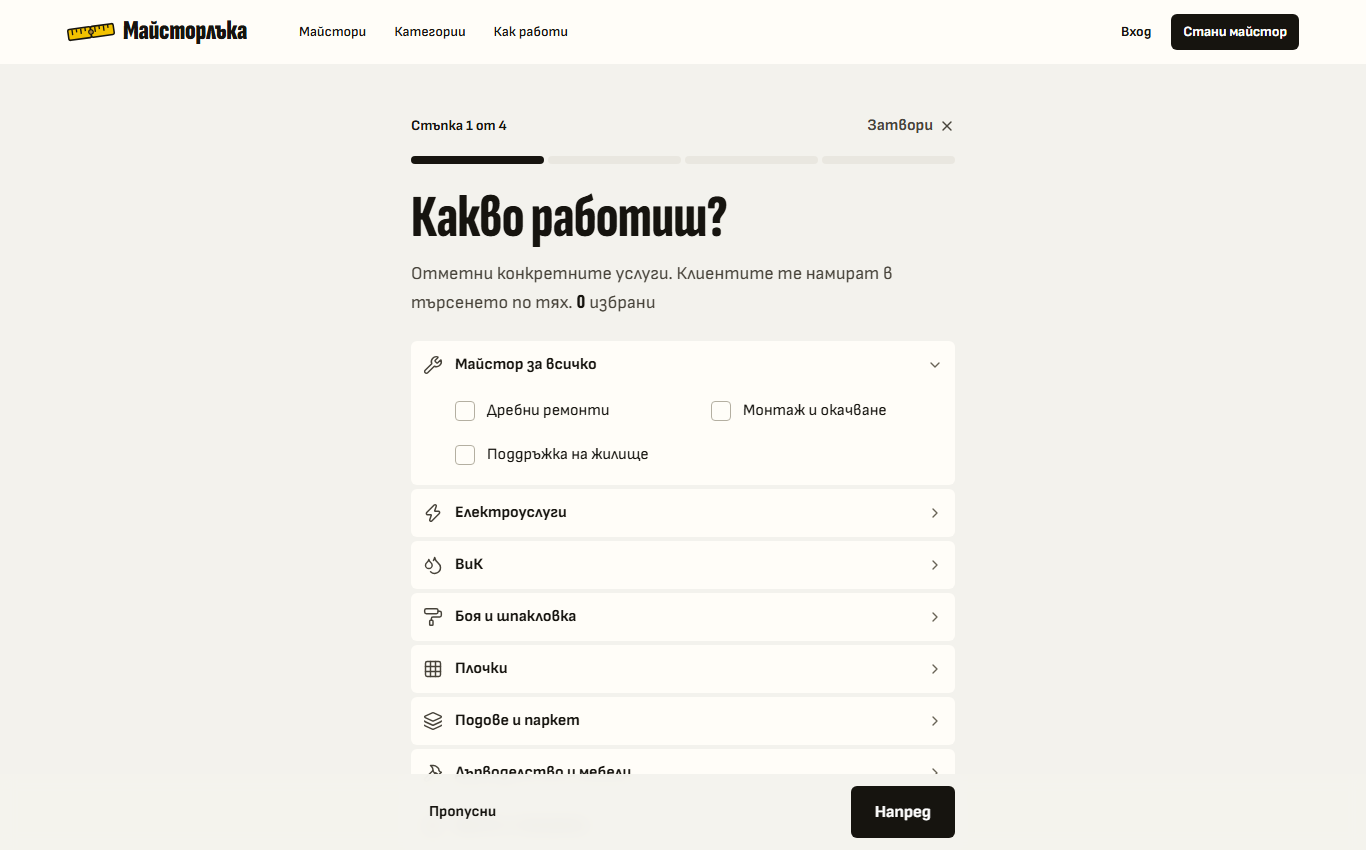 Майсторлъка
Майстори
Категории
Как работи
Вход
Стани майстор
Стъпка 1 от 4
Затвори
Какво работиш?
Отметни конкретните услуги. Клиентите те намират в
търсенето по тях. 0 избрани
Майстор за всичко
Дребни ремонти
Монтаж и окачване
Поддръжка на жилище
Електроуслуги
ВиК
Боя и шпакловка
Плочки
Подове и паркет
Дърводелство и мебели
Пропусни
Напред